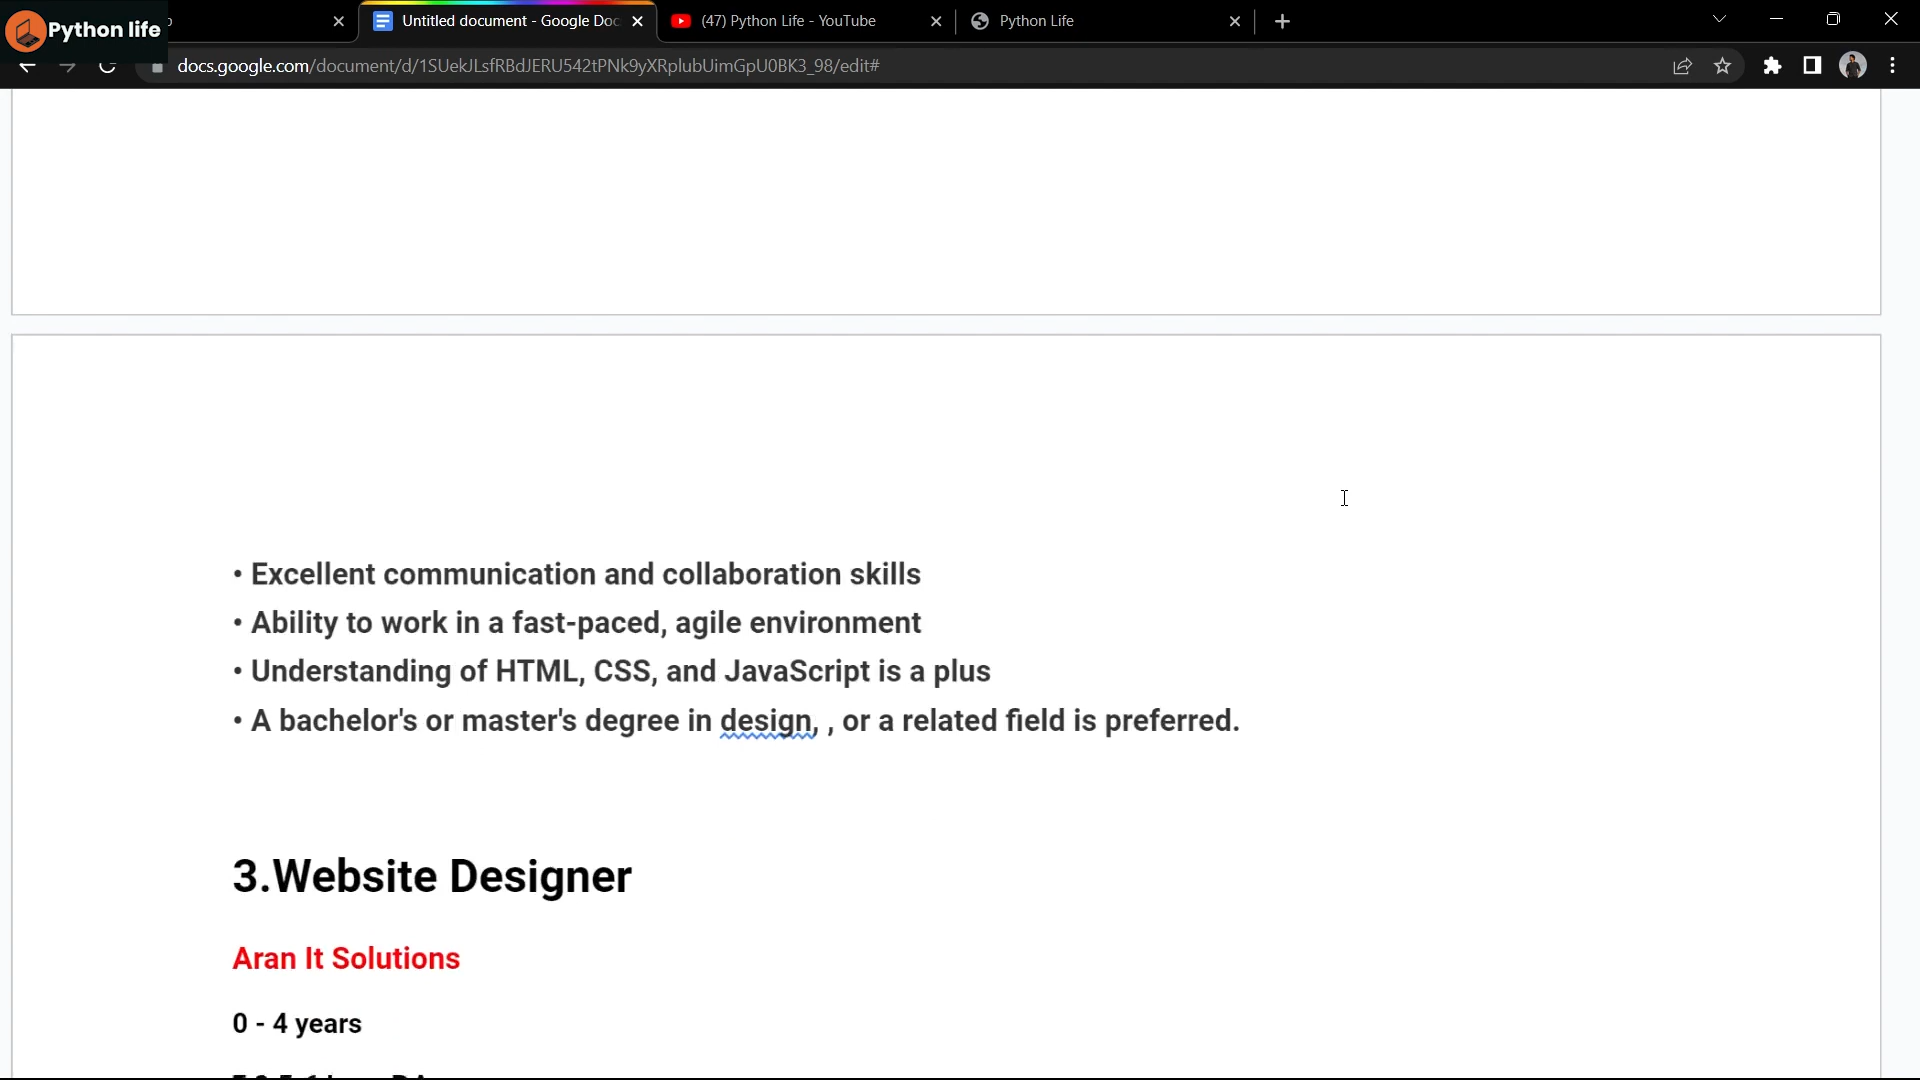 Python life
Untitled document - Google Doc
(47) Python Life - YouTube
Python Life
docs.google.com/document/d/1SUekJLsfRBdJERU542tPNk9yXRplubUimGpU0BK3_98/edit#
• Excellent communication and collaboration skills
• Ability to work in a fast-paced, agile environment
• Understanding of HTML, CSS, and JavaScript is a plus
• A bachelor's or master's degree in design, , or a related field is preferred.
3.Website Designer
Aran It Solutions
0 - 4 years